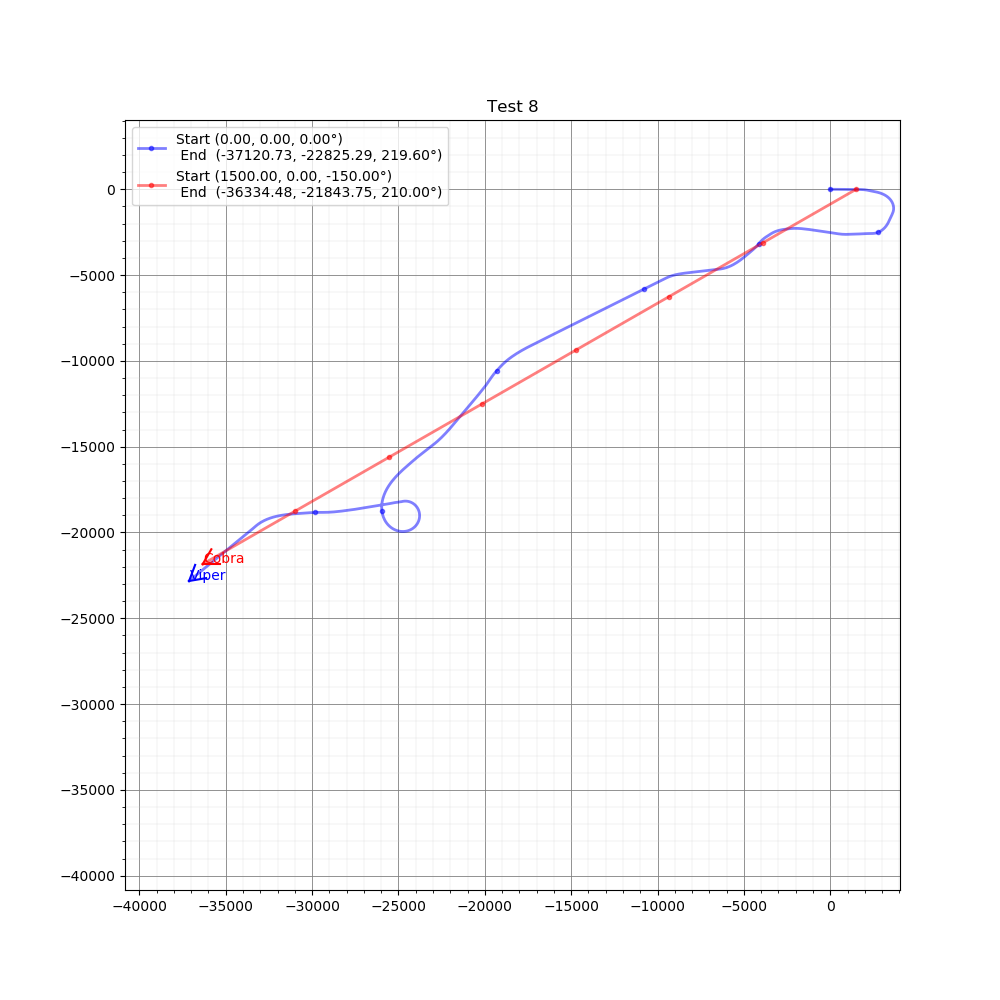 Test 8
Start (0.00, 0.00, 0.00°)
End (-37120.73, -22825.29, 219.60°)
Start (1500.00, 0.00, -150.00°)
End (-36334.48, -21843.75, 210.00°)
0
−5000
−10000
−15000
−20000
−25000
−30000
−35000
−40000
Cobra
Viper
−40000 −35000 −30000 −25000 −20000 −15000 −10000 −5000 0